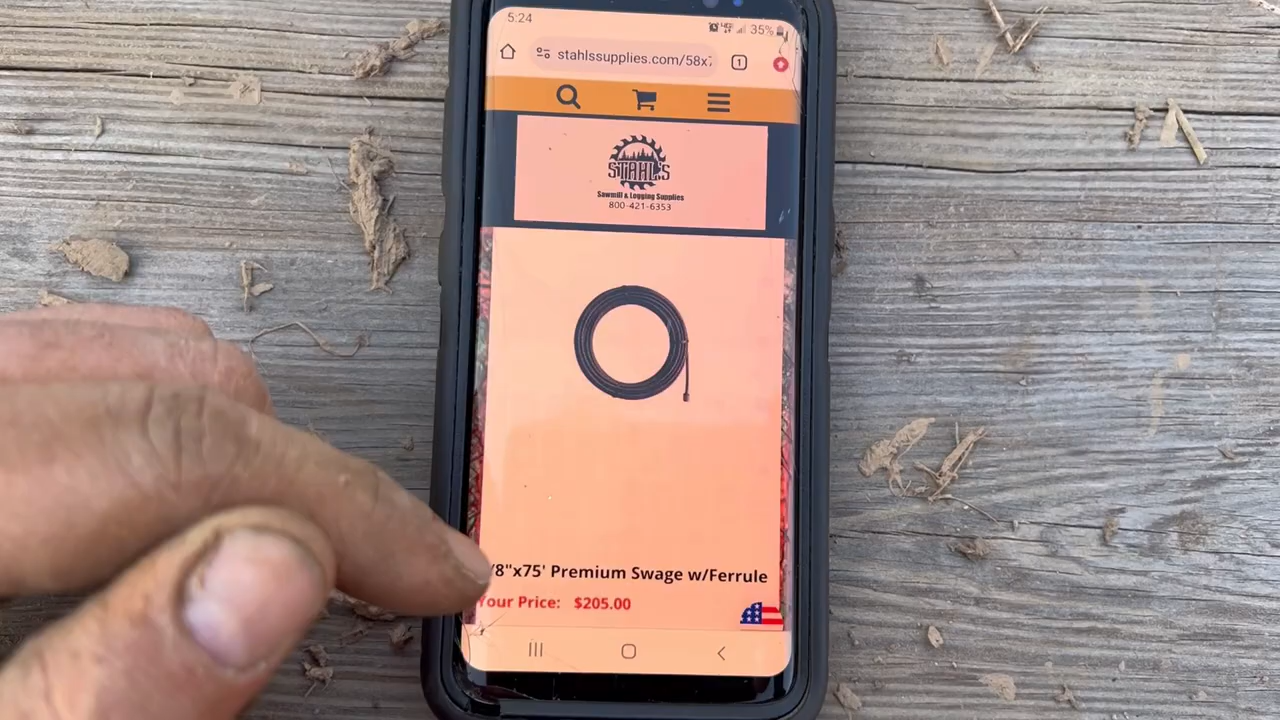 5:24
35%
stahlssupplies.com/58x7
1
STAHL'S
Sawmill & Logging Supplies
800-421-6353
/8"x75' Premium Swage w/Ferrule
Your Price: $205.00